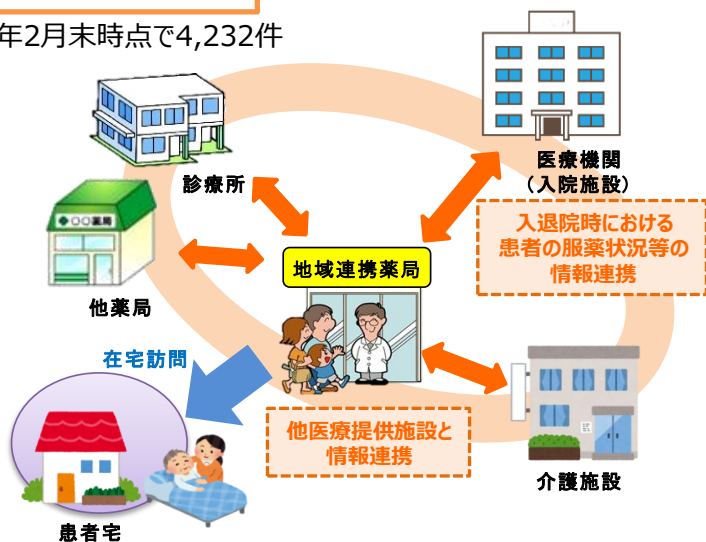 年2月末時点で4,232件
診療所
医療機関
（入院施設）
入退院時における
患者の服薬状況等の
情報連携
○○薬局
他薬局
地域連携薬局
在宅訪問
他医療提供施設と
情報連携
介護施設
患者宅